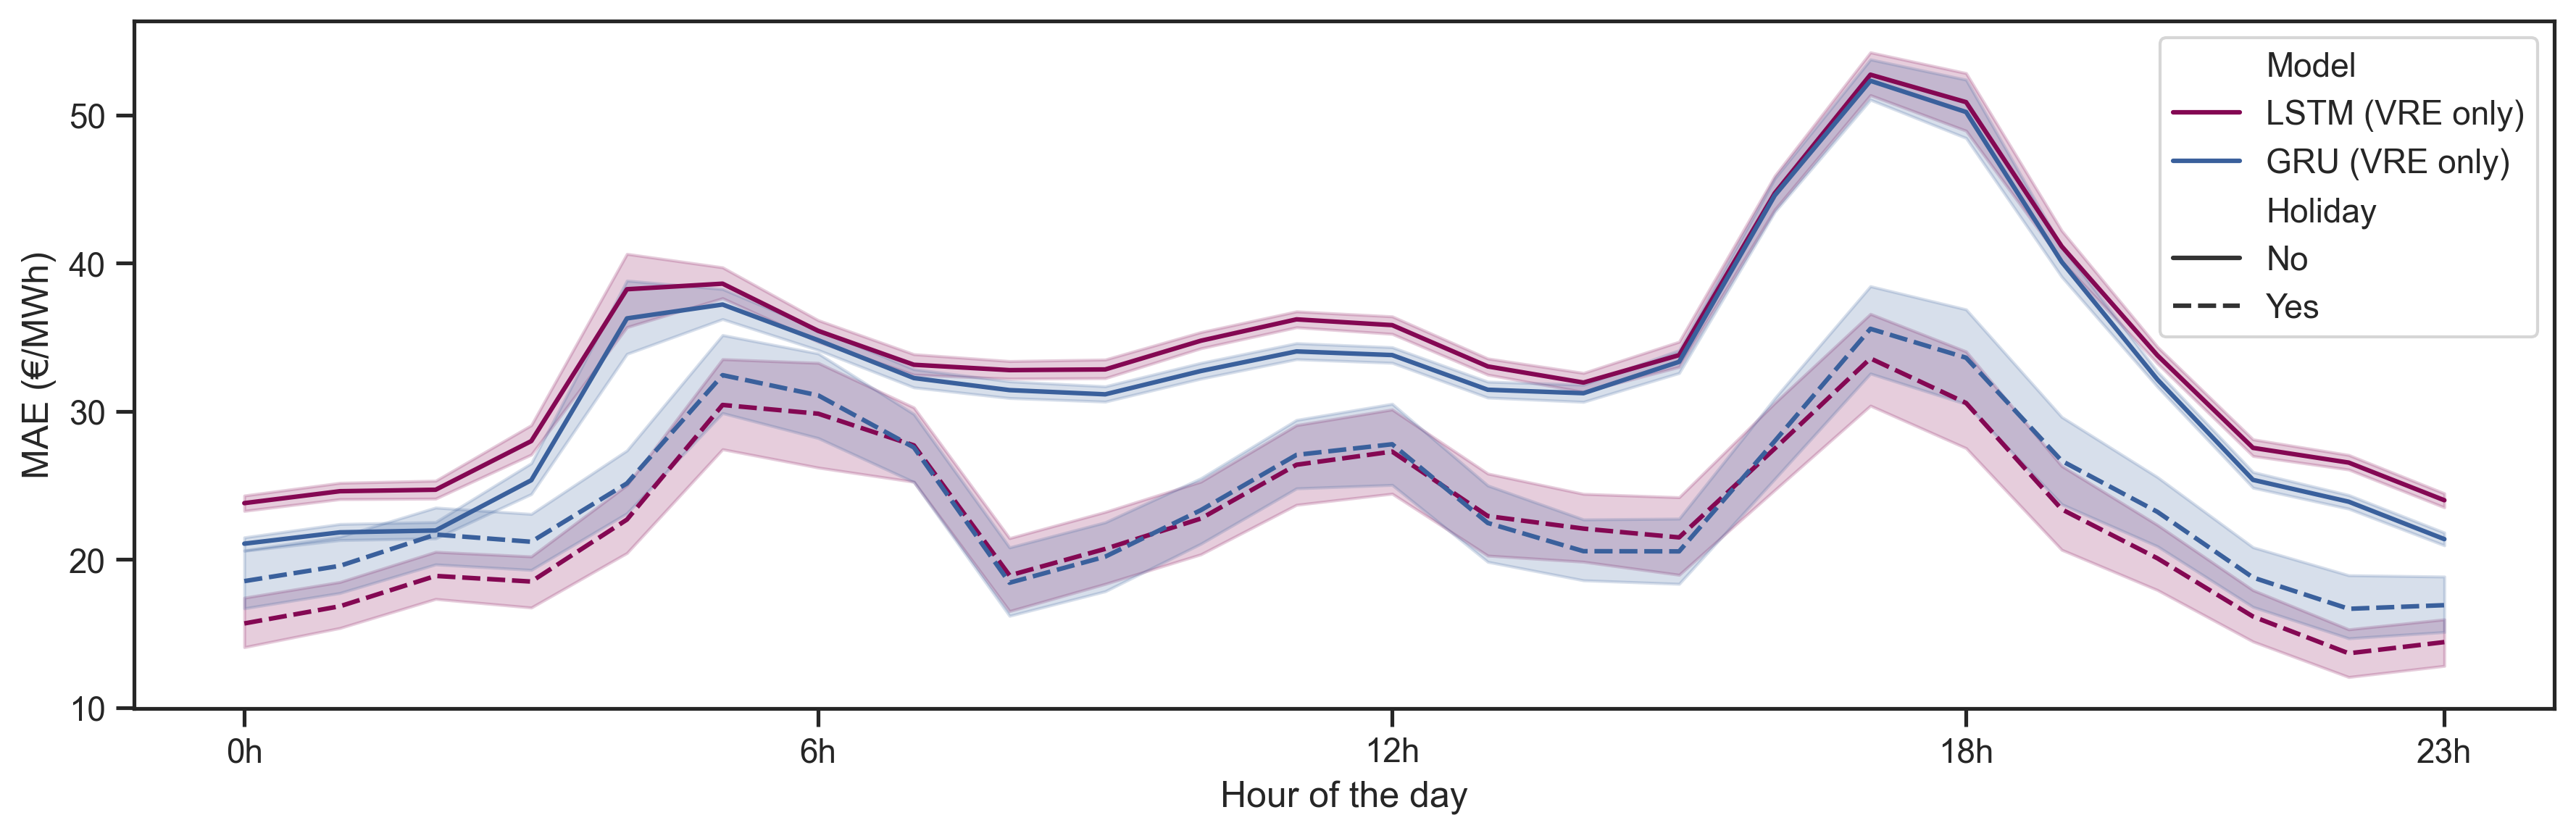 MAE (€/MWh)
50
40
30
20
10
0h
6h
12h
18h
23h
Hour of the day
Model
LSTM (VRE only)
GRU (VRE only)
Holiday
No
Yes